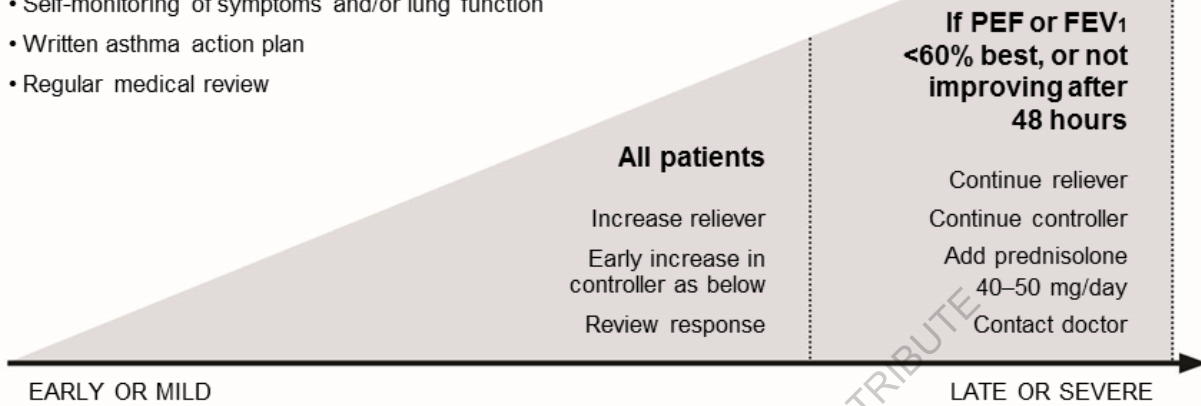 • Self-monitoring of symptoms and/or lung function
• Written asthma action plan
• Regular medical review
All patients
Increase reliever
Early increase in
controller as below
Review response
If PEF or FEV1
<60% best, or not
improving after
48 hours
Continue reliever
Continue controller
Add prednisolone
40–50 mg/day
Contact doctor
EARLY OR MILD
LATE OR SEVERE